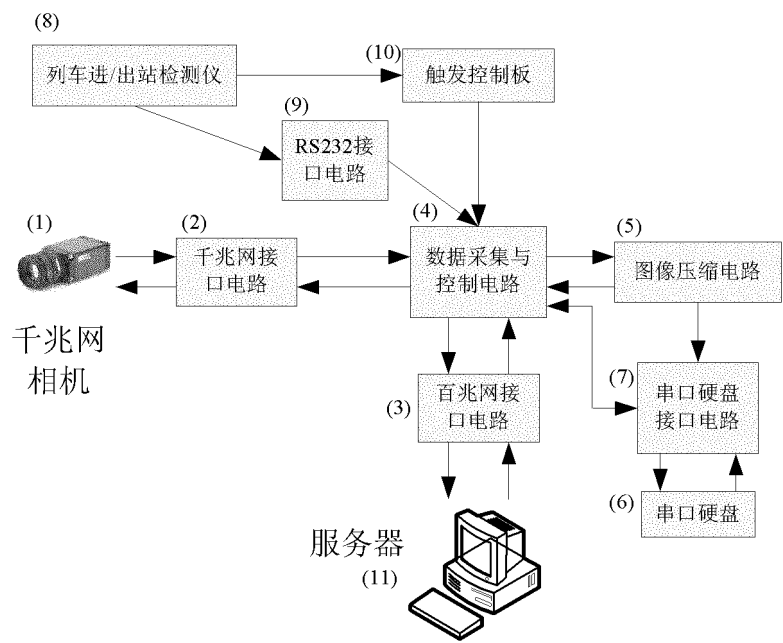 (8)
列车进/出站检测仪
(10)
触发控制板
(9)
RS232接
口电路
(1)
千兆网
相机
(2)
千兆网接
口电路
(4)
数据采集与
控制电路
(5)
图像压缩电路
(3)
百兆网接
口电路
(7)
串口硬盘
接口电路
(6)
串口硬盘
服务器
(11)